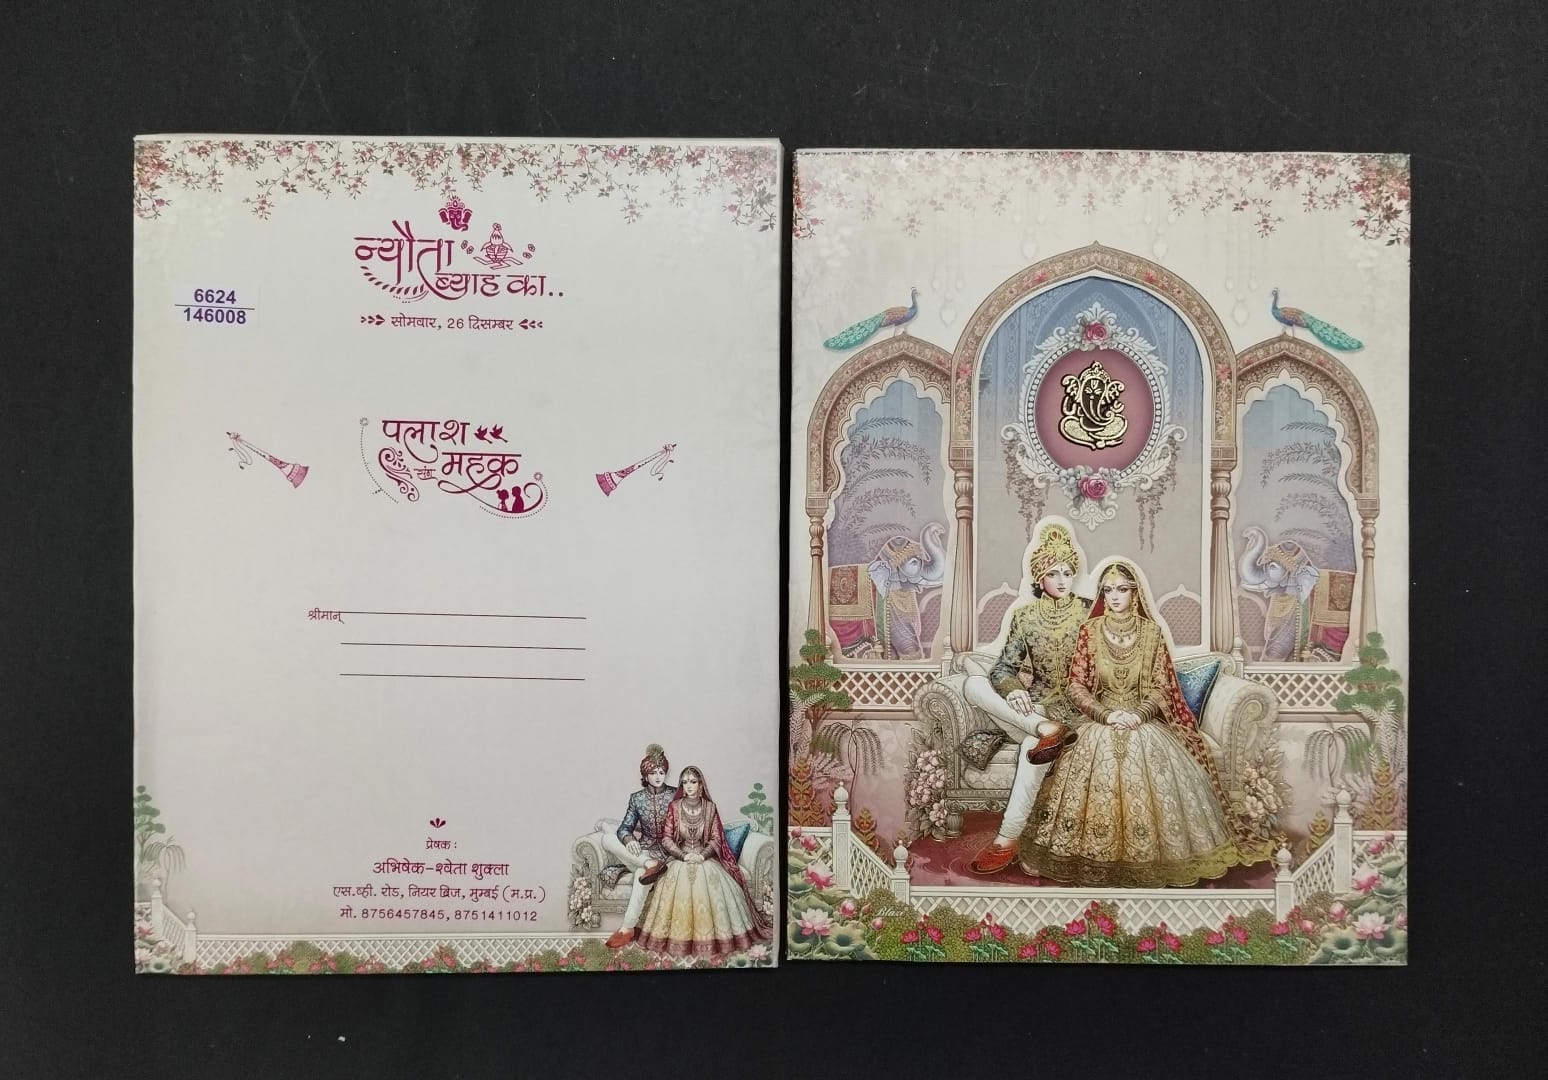 न्यौता
ब्याह का..
सोमवार, 26 दिसम्बर
6624
146008
पलाश
संग महक
श्रीमान्
प्रेषक :
अभिषेक-श्वेता शुक्ला
एस.व्ही. रोड, नियर ब्रिज, मुम्बई (म.प्र.)
मो. 8756457845, 8751411012